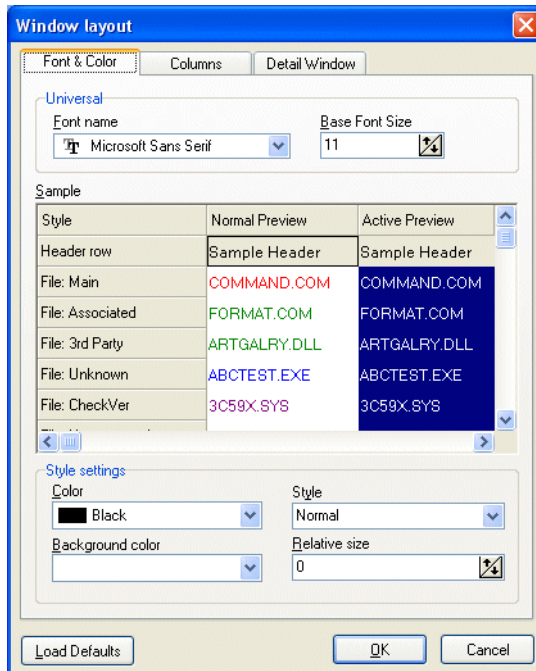 Window layout
Font & Color Columns Detail Window
Universal
Font name Base Font Size
Microsoft Sans Serif 11
Sample
Style Normal Preview Active Preview
Header row Sample Header Sample Header
File: Main COMMAND.COM COMMAND.COM
File: Associated FORMAT.COM FORMAT.COM
File: 3rd Party ARTGALRY.DLL ARTGALRY.DLL
File: Unknown ABCTEST.EXE ABCTEST.EXE
File: CheckVer 3C59X.SYS 3C59X.SYS
Style settings
Color Style
Black Normal
Background color Relative size
0
Load Defaults OK Cancel